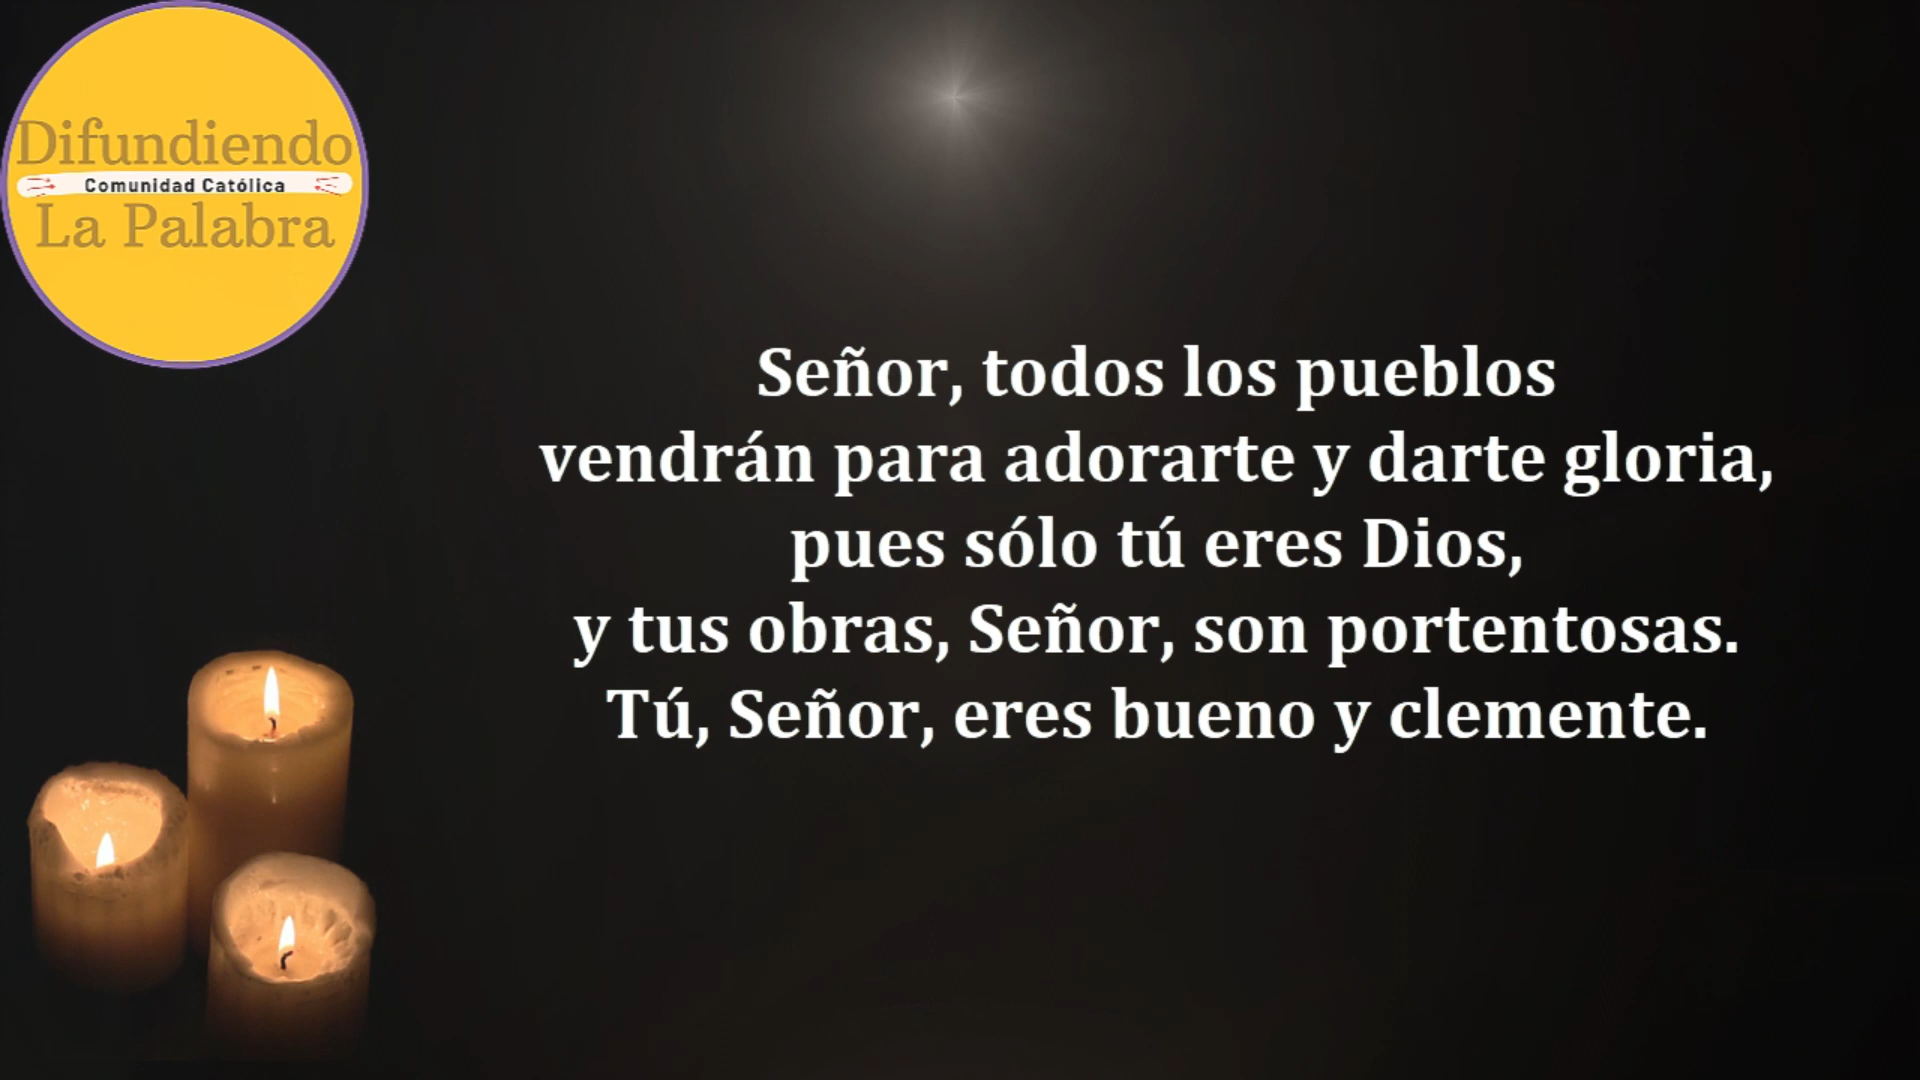 Difundiendo
Comunidad Católica
La Palabra
Señor, todos los pueblos
vendrán para adorarte y darte gloria,
pues sólo tú eres Dios,
y tus obras, Señor, son portentosas.
Tú, Señor, eres bueno y clemente.